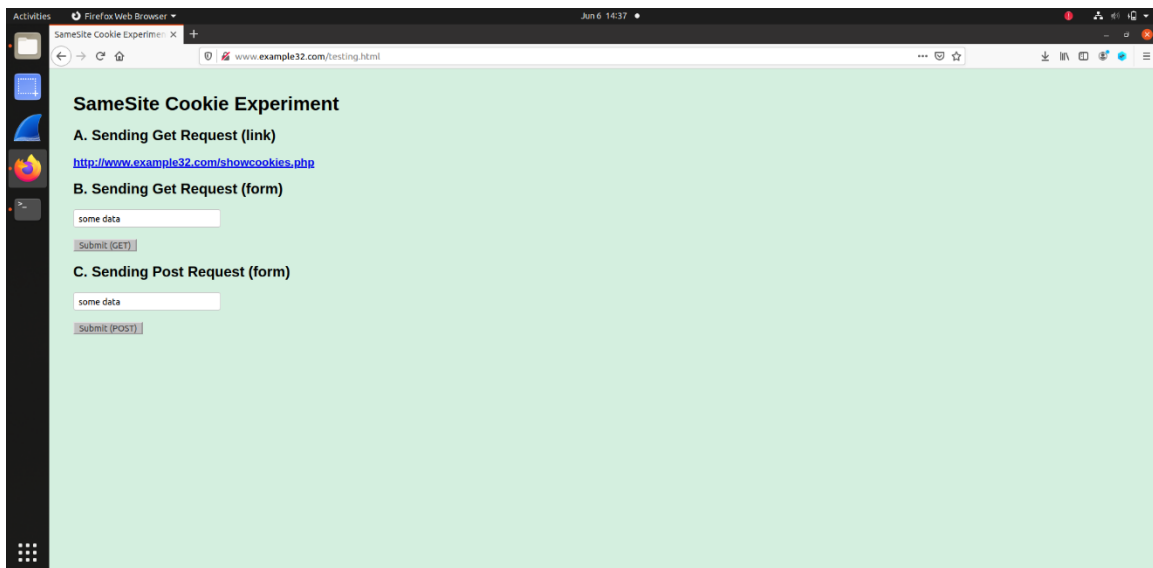 Activities
Firefox Web Browser
Jun 6 14:37
SameSite Cookie Experimen
www.example32.com/testing.html
SameSite Cookie Experiment
A. Sending Get Request (link)
http://www.example32.com/showcookies.php
B. Sending Get Request (form)
some data
Submit (GET)
C. Sending Post Request (form)
some data
Submit (POST)